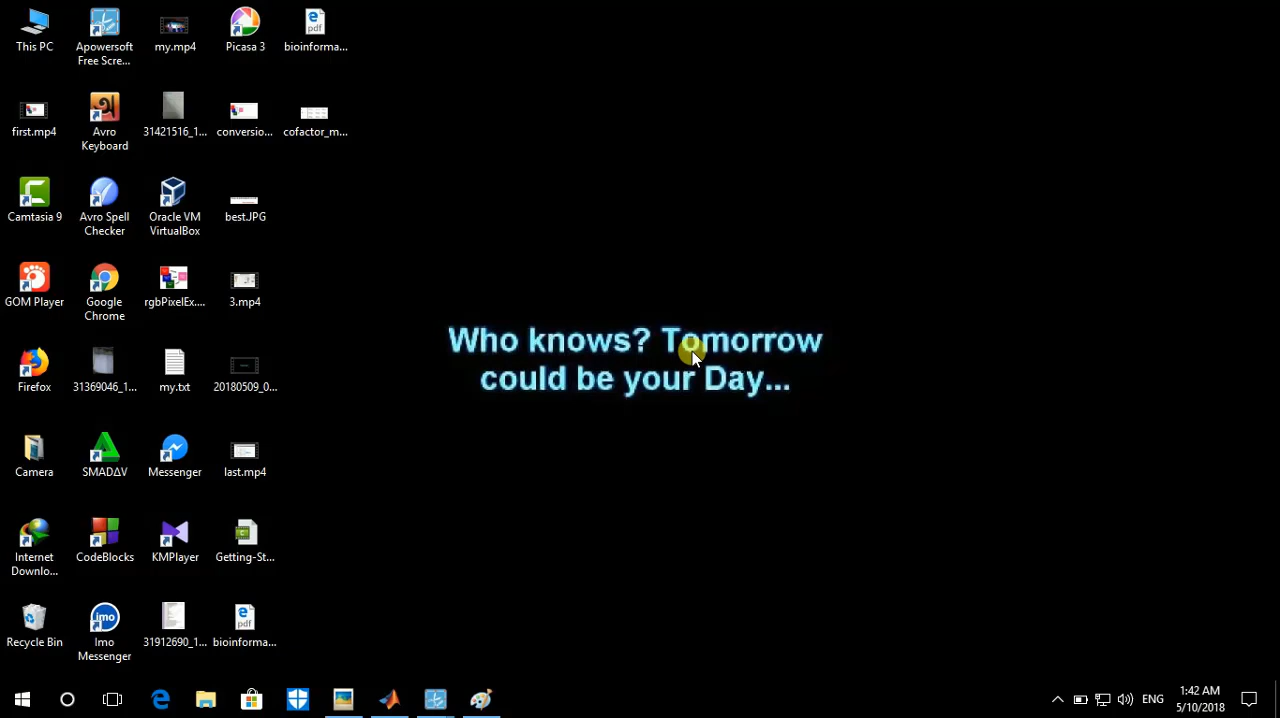 This PC
Apowersoft
Free Scre...
my.mp4
Picasa 3
bioinforma...
first.mp4
Avro
Keyboard
31421516_1...
conversio...
cofactor_m...
Camtasia 9
Avro Spell
Checker
Oracle VM
VirtualBox
best.JPG
GOM Player
Google
Chrome
rgbPixelEx....
3.mp4
Firefox
31369046_1...
my.txt
20180509_0...
Who knows? Tomorrow
could be your Day...
Camera
SMADΔV
Messenger
last.mp4
Internet
Downlo...
CodeBlocks
KMPlayer
Getting-St...
Recycle Bin
imo
Imo
Messenger
31912690_1...
pdf
bioinforma...
ENG
1:42 AM
5/10/2018